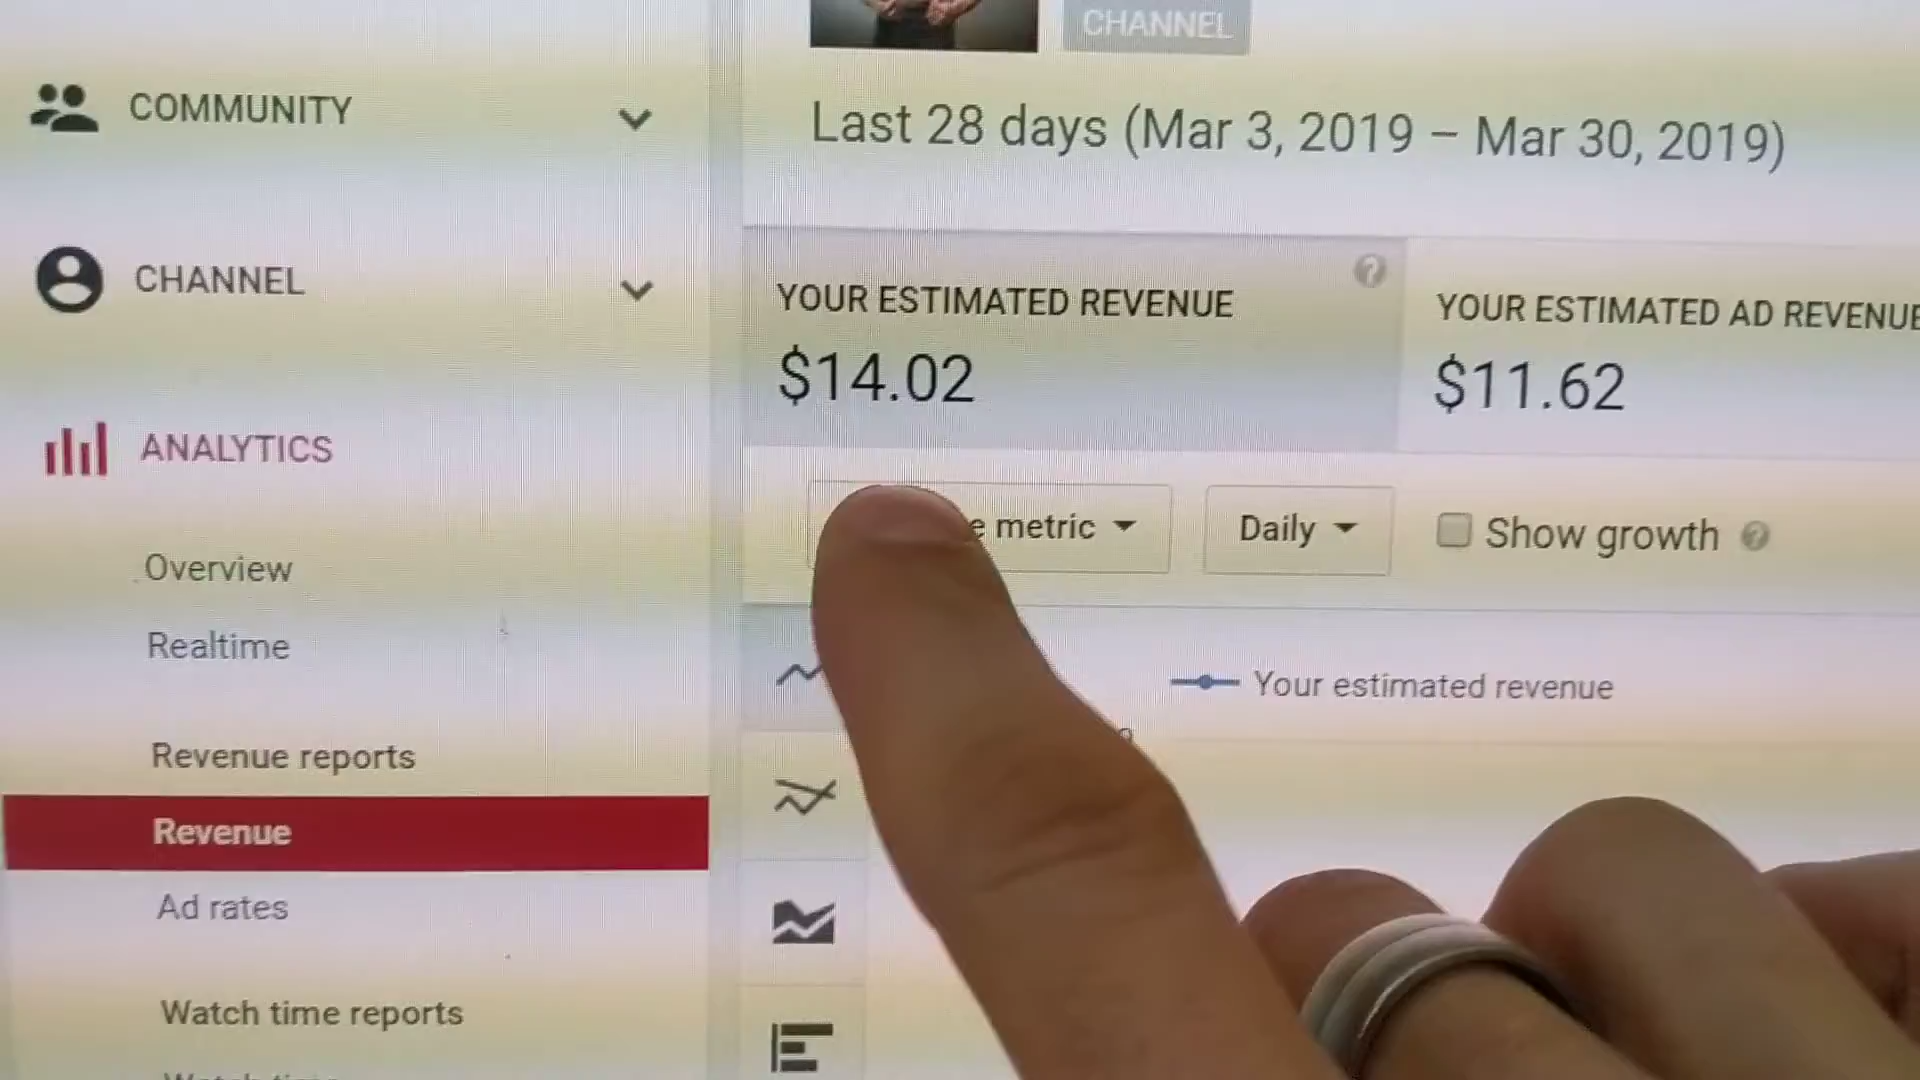 CHANNEL
COMMUNITY
Last 28 days (Mar 3, 2019 – Mar 30, 2019)
CHANNEL
YOUR ESTIMATED REVENUE
$14.02
YOUR ESTIMATED AD REVENUE
$11.62
ANALYTICS
metric
Daily
Show growth
Overview
Realtime
Your estimated revenue
Revenue reports
Revenue
Ad rates
Watch time reports